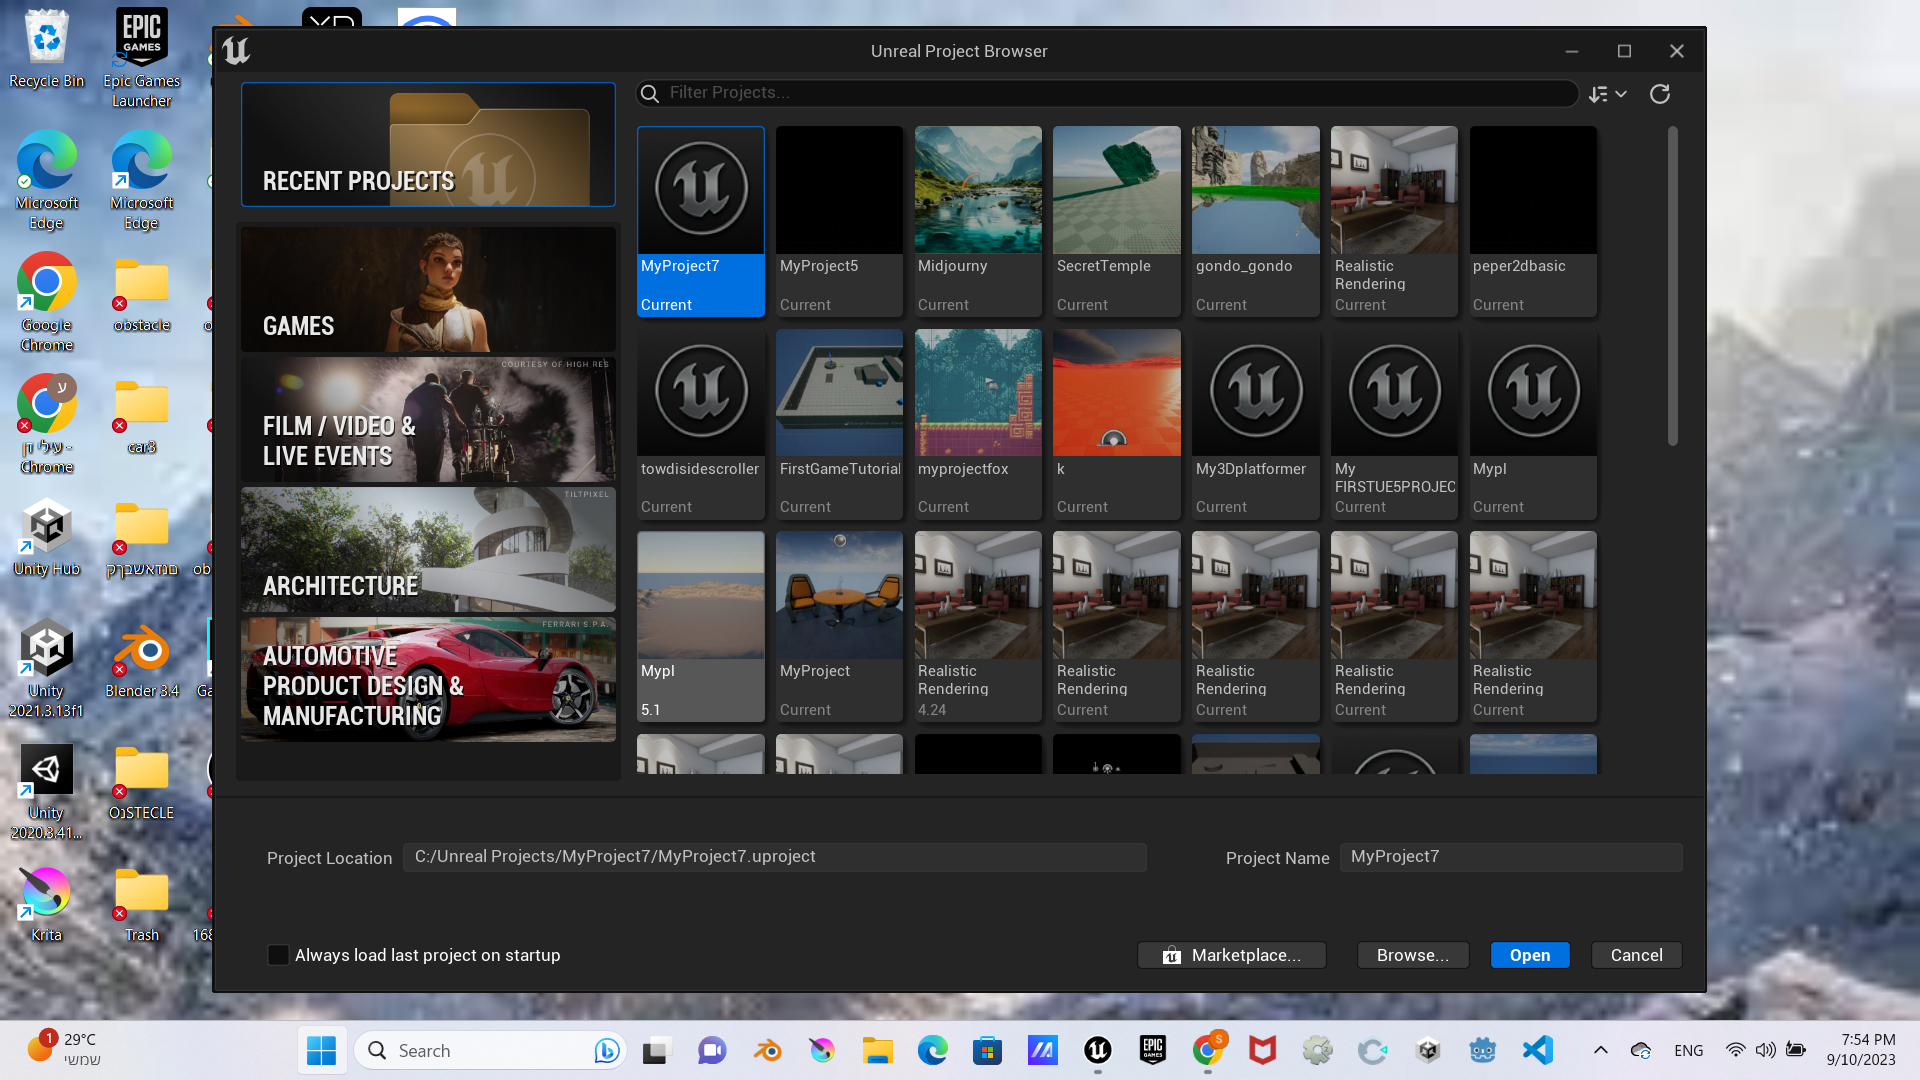 Recycle Bin
EPIC
GAMES
Epic Games
Launcher
Microsoft
Edge
Microsoft
Edge
Google
Chrome
obstacle
Chrome
car3
Unity Hub
Unity
2021.3.13f1
Blender 3.4
Unity
2020.3.41...
Krita
Trash
Unreal Project Browser
RECENT PROJECTS
GAMES
COURTESY OF HIGH RES
FILM / VIDEO &
LIVE EVENTS
TILTPIXEL
ARCHITECTURE
FERRARI S.P.A.
AUTOMOTIVE
PRODUCT DESIGN &
MANUFACTURING
Filter Projects...
MyProject7
Current
MyProject5
Current
Midjourny
Current
SecretTemple
Current
gondo_gondo
Current
Realistic
Rendering
Current
peper2dbasic
Current
towdisidescroller
Current
FirstGameTutorial
Current
myprojectfox
Current
k
Current
My3Dplatformer
Current
My
FIRSTUE5PROJEC
Current
Mypl
Current
Mypl
5.1
MyProject
Current
Realistic
Rendering
4.24
Realistic
Rendering
Current
Realistic
Rendering
Current
Realistic
Rendering
Current
Realistic
Rendering
Current
Project Location
C:/Unreal Projects/MyProject7/MyProject7.uproject
Project Name
MyProject7
Always load last project on startup
Marketplace...
Browse...
Open
Cancel
1
29°C
שמשי
Search
EPIC
GAMES
S
ENG
7:54 PM
9/10/2023